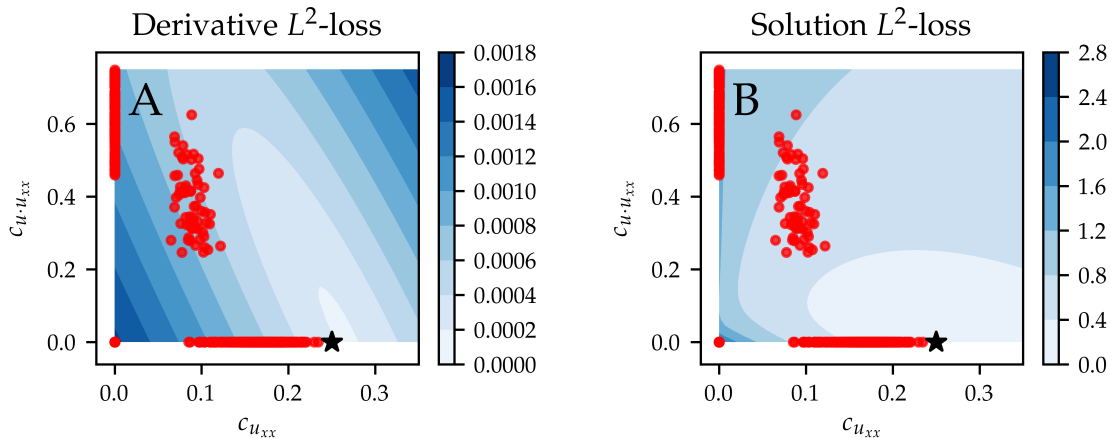 Derivative L²-loss
A
0.6
0.4
0.2
0.0
c_{u·u_{xx}}
0.0 0.1 0.2 0.3
c_{u_{xx}}
0.0018
0.0016
0.0014
0.0012
0.0010
0.0008
0.0006
0.0004
0.0002
0.0000
Solution L²-loss
B
0.6
0.4
0.2
0.0
c_{u·u_{xx}}
0.0 0.1 0.2 0.3
c_{u_{xx}}
2.8
2.4
2.0
1.6
1.2
0.8
0.4
0.0